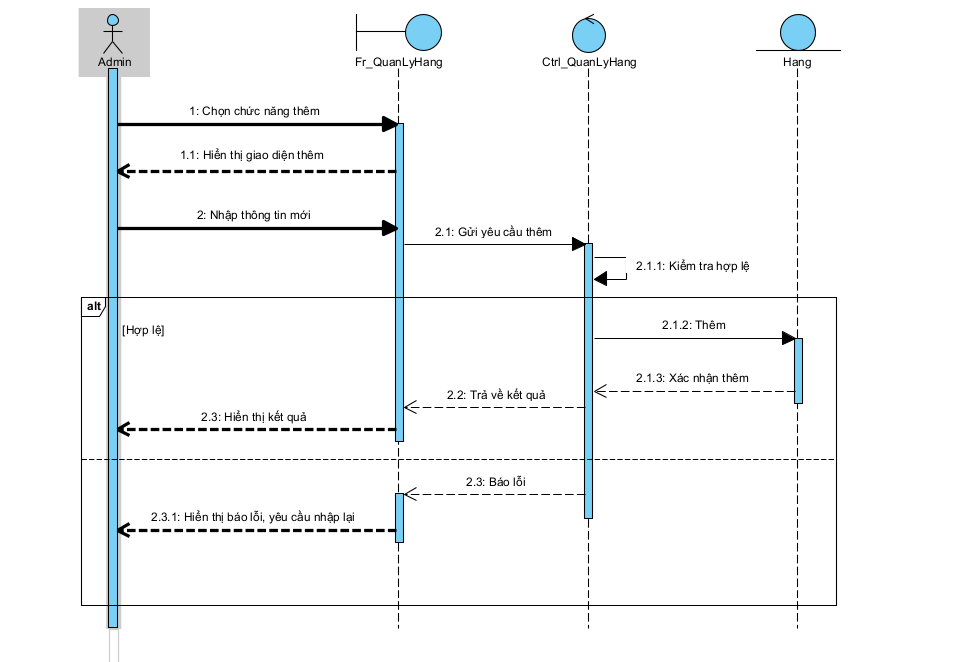 Admin
Fr_QuanLyHang
Ctrl_QuanLyHang
Hang
1: Chọn chức năng thêm
1.1: Hiển thị giao diện thêm
2: Nhập thông tin mới
2.1: Gửi yêu cầu thêm
2.1.1: Kiểm tra hợp lệ
alt
[Hợp lệ]
2.1.2: Thêm
2.1.3: Xác nhận thêm
2.2: Trả về kết quả
2.3: Hiển thị kết quả
2.3: Báo lỗi
2.3.1: Hiển thị báo lỗi, yêu cầu nhập lại